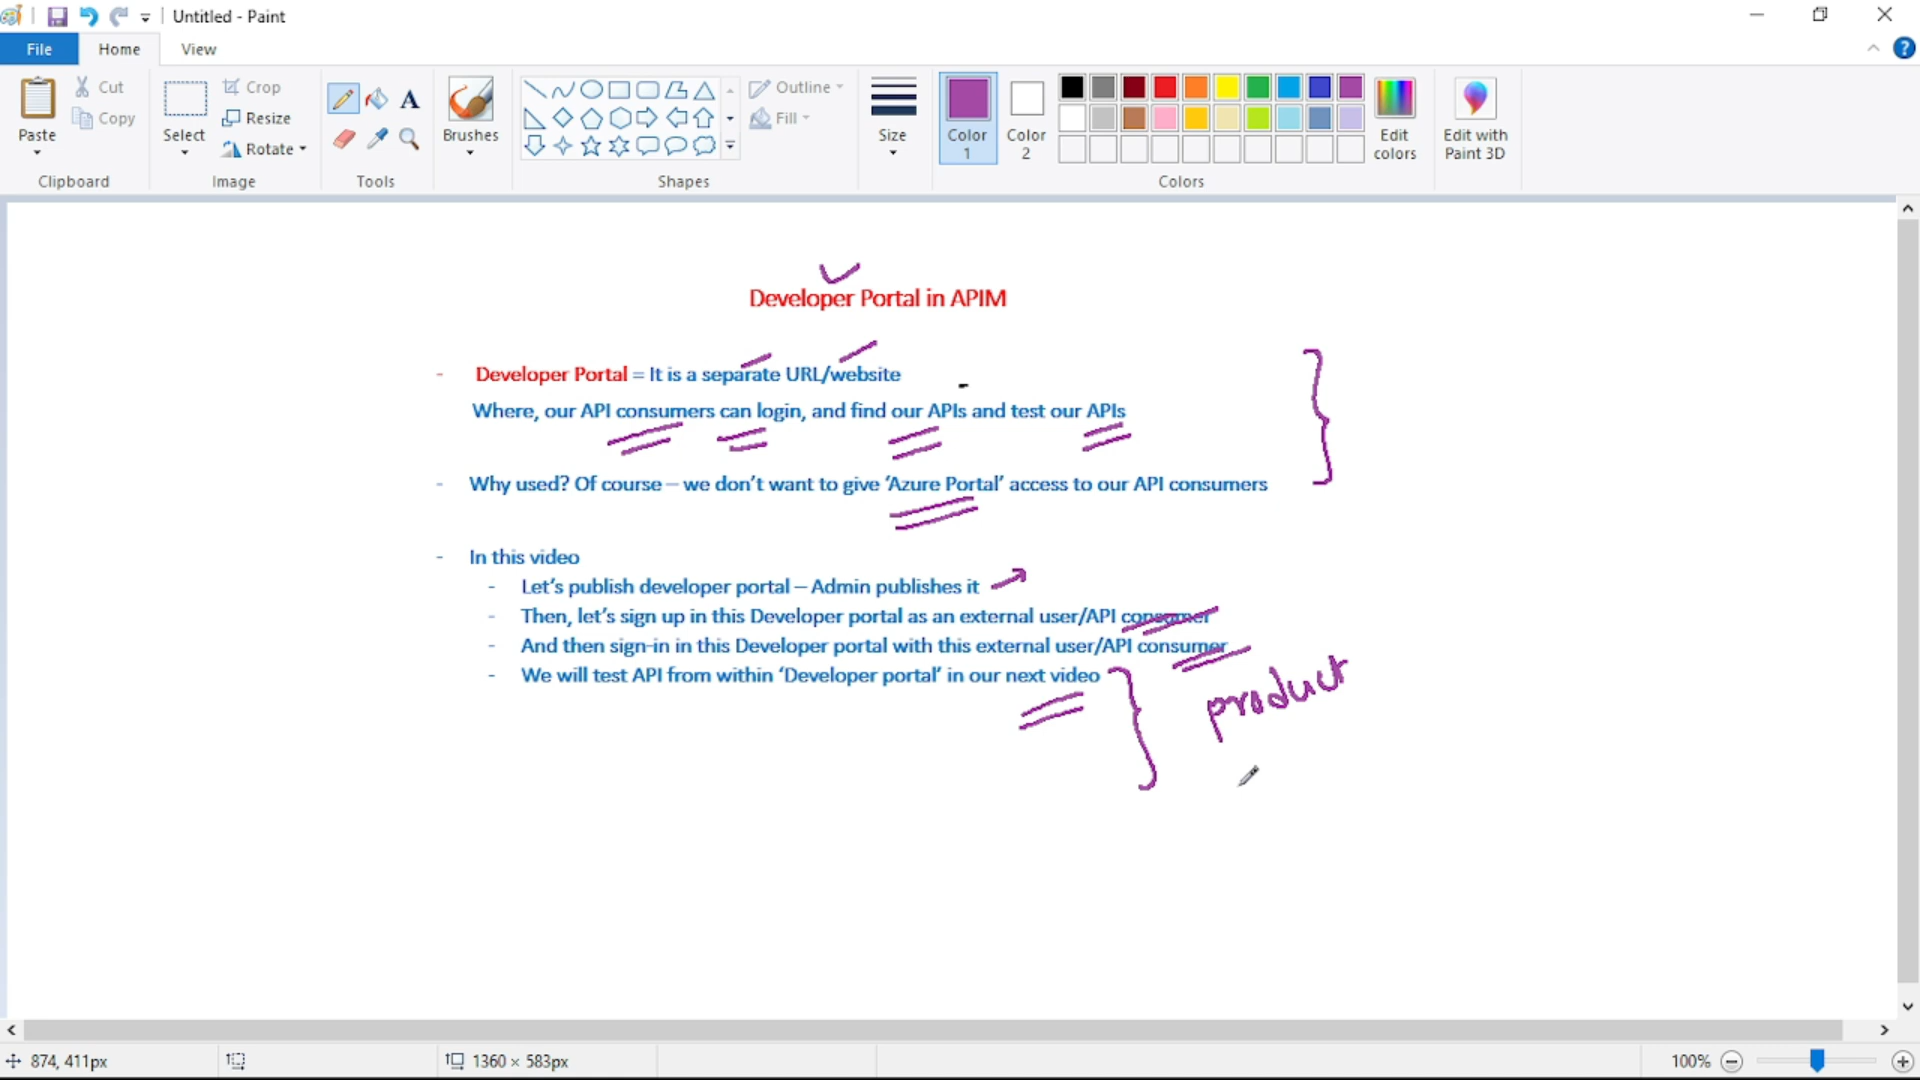 Untitled - Paint
File Home View
Paste
Cut
Copy
Clipboard
Select
Crop
Resize
Rotate
Image
Tools
Brushes
Shapes
Outline
Fill
Size
Color 1
Color 2
Edit colors
Colors
Edit with Paint 3D
Developer Portal in APIM
- Developer Portal = It is a separate URL/website
Where, our API consumers can login, and find our APIs and test our APIs
- Why used? Of course – we don’t want to give ‘Azure Portal’ access to our API consumers
- In this video
- Let’s publish developer portal – Admin publishes it
- Then, let’s sign up in this Developer portal as an external user/API consumer
- And then sign-in in this Developer portal with this external user/API consumer
- We will test API from within ‘Developer portal’ in our next video
product
874, 411px
1360 × 583px
100%